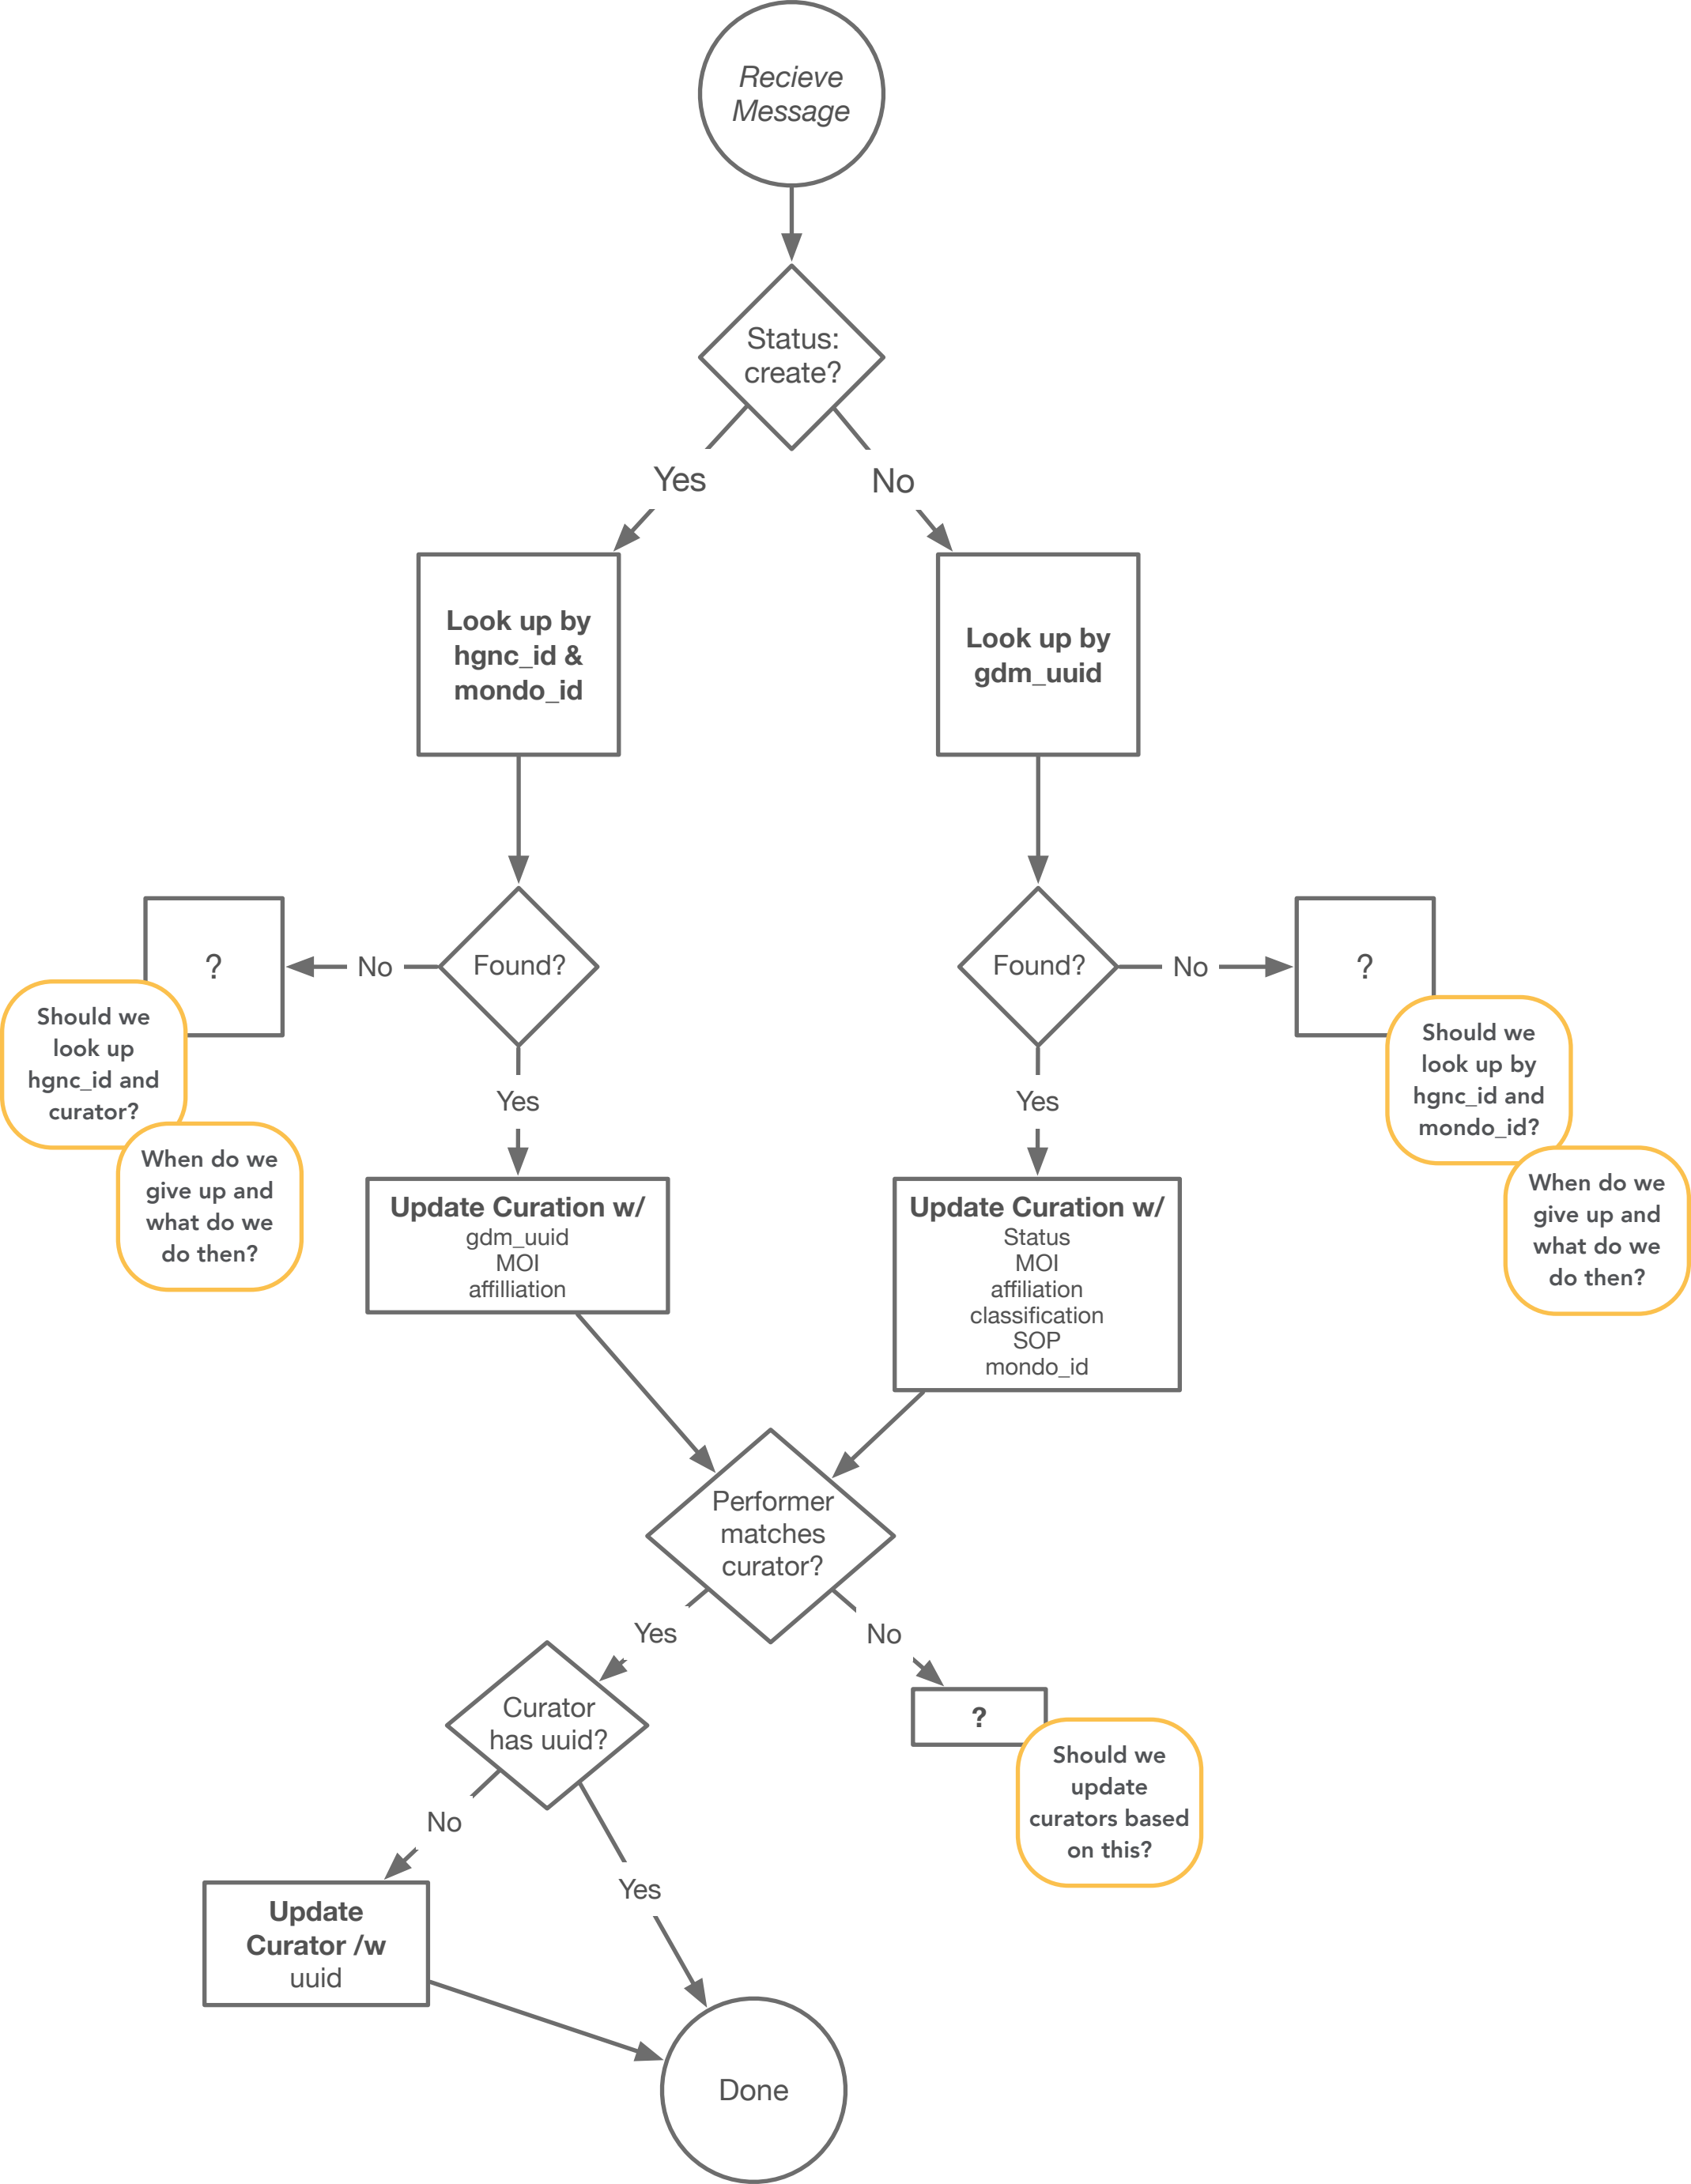 Recieve
Message
Status:
create?
Yes
No
Look up by
hgnc_id &
mondo_id
Look up by
gdm_uuid
?
No
Found?
Found?
No
?
Should we
look up
hgnc_id and
curator?
When do we
give up and
what do we
do then?
Yes
Yes
Should we
look up by
hgnc_id and
mondo_id?
When do we
give up and
what do we
do then?
Update Curation w/
gdm_uuid
MOI
affilliation
Update Curation w/
Status
MOI
affiliation
classification
SOP
mondo_id
Performer
matches
curator?
Yes
No
Curator
has uuid?
?
Should we
update
curators based
on this?
No
Yes
Update
Curator /w
uuid
Done